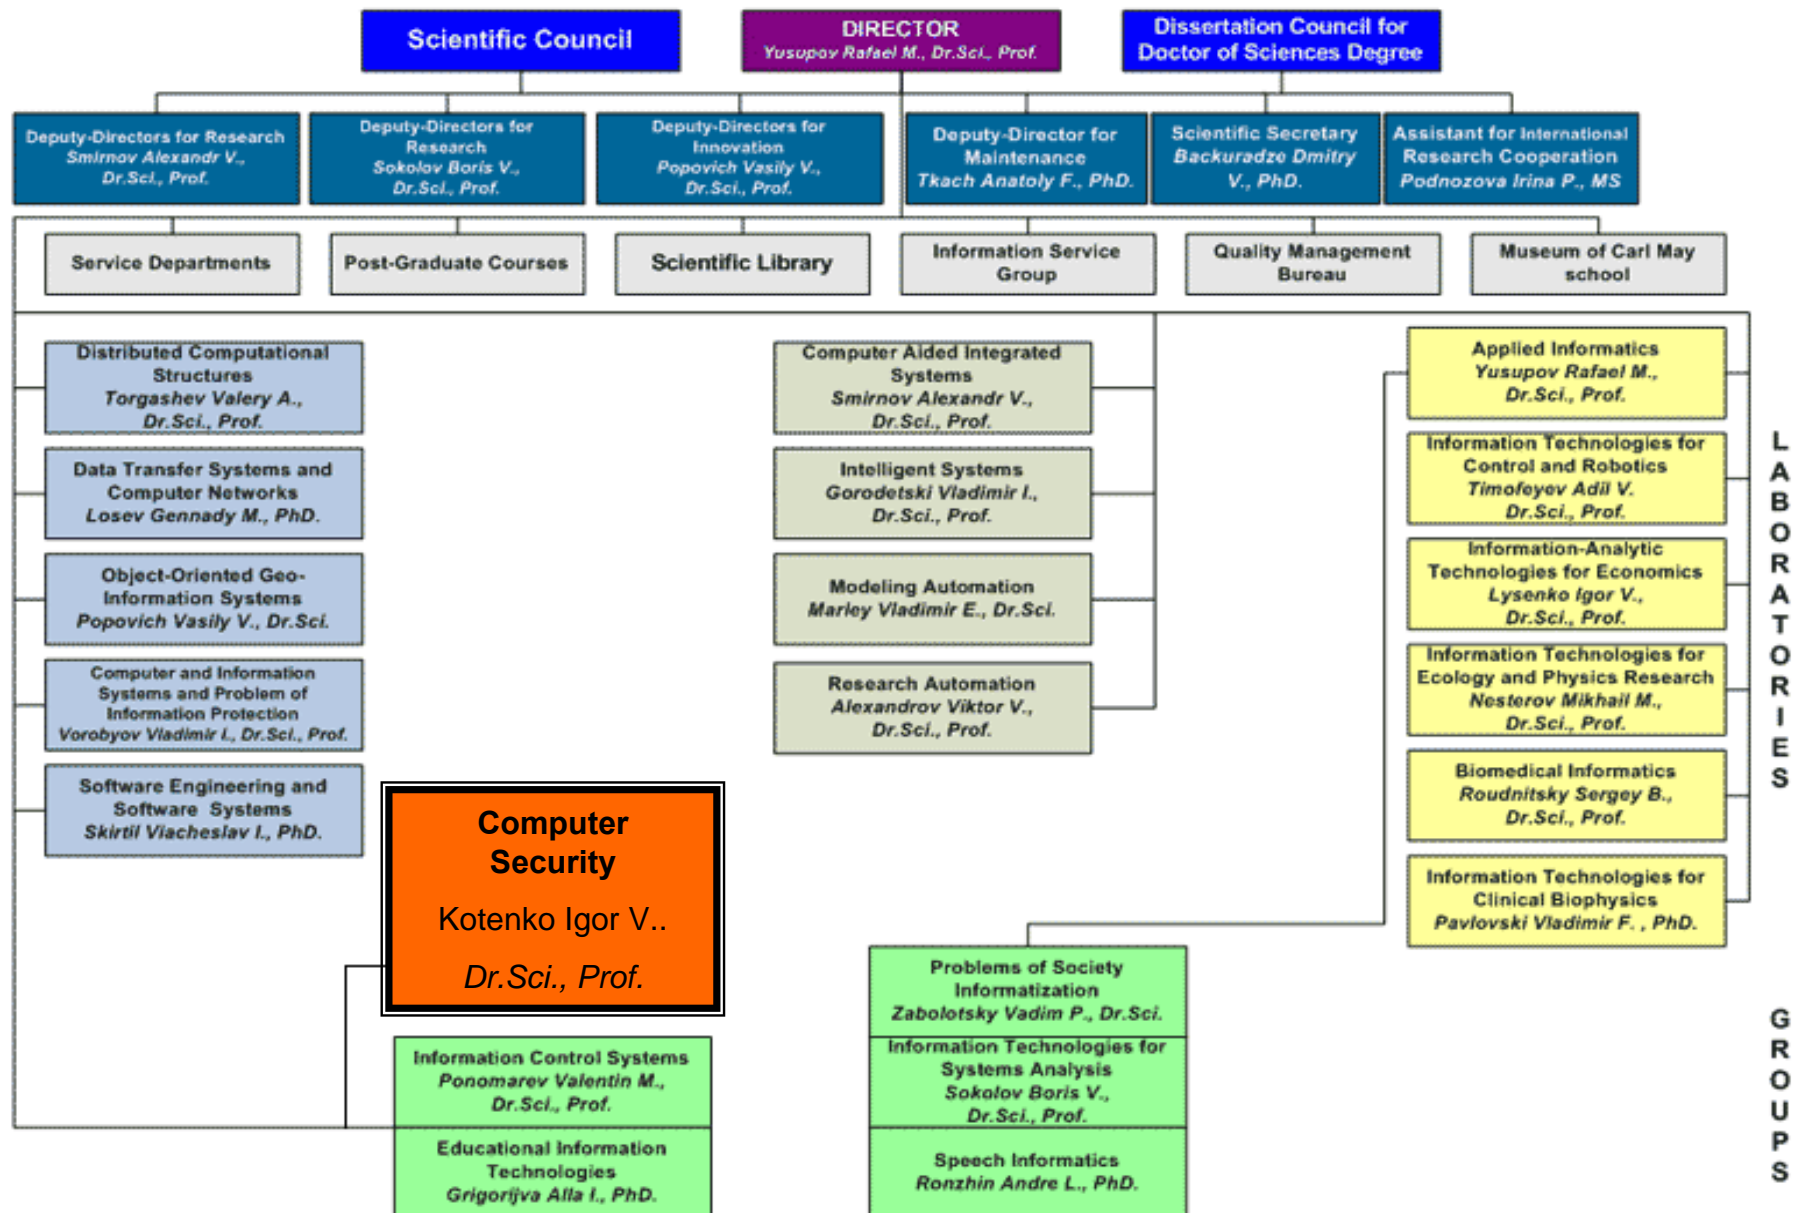 Scientific Council
DIRECTOR
Yusupov Rafael M., Dr.Sci., Prof.
Dissertation Council for
Doctor of Sciences Degree
Deputy-Directors for Research
Smirnov Alexandr V.,
Dr.Sci., Prof.
Deputy-Directors for
Research
Sokolov Boris V.,
Dr.Sci., Prof.
Deputy-Directors for
Innovation
Popovich Vasily V.,
Dr.Sci., Prof.
Deputy-Director for
Maintenance
Tkach Anatoly F., PhD.
Scientific Secretary
Backuradze Dmitry
V., PhD.
Assistant for International
Research Cooperation
Podnozova Irina P., MS
Service Departments
Post-Graduate Courses
Scientific Library
Information Service
Group
Quality Management
Bureau
Museum of Carl May
school
Distributed Computational
Structures
Torgashev Valery A.,
Dr.Sci., Prof.
Data Transfer Systems and
Computer Networks
Losev Gennady M., PhD.
Object-Oriented Geo-
Information Systems
Popovich Vasily V., Dr.Sci.
Computer and Information
Systems and Problem of
Information Protection
Vorobyov Vladimir I., Dr.Sci., Prof.
Software Engineering and
Software Systems
Skirtil Viacheslav I., PhD.
Computer
Security
Kotenko Igor V..
Dr.Sci., Prof.
Information Control Systems
Ponomarev Valentin M.,
Dr.Sci., Prof.
Educational Information
Technologies
Grigorijva Alla I., PhD.
Computer Aided Integrated
Systems
Smirnov Alexandr V.,
Dr.Sci., Prof.
Intelligent Systems
Gorodetski Vladimir I.,
Dr.Sci., Prof.
Modeling Automation
Marley Vladimir E., Dr.Sci.
Research Automation
Alexandrov Viktor V.,
Dr.Sci., Prof.
Problems of Society
Informatization
Zabolotsky Vadim P., Dr.Sci.
Information Technologies for
Systems Analysis
Sokolov Boris V.,
Dr.Sci., Prof.
Speech Informatics
Ronzhin Andre L., PhD.
Applied Informatics
Yusupov Rafael M.,
Dr.Sci., Prof.
Information Technologies for
Control and Robotics
Timofeyev Adil V.
Dr.Sci., Prof.
Information-Analytic
Technologies for Economics
Lysenko Igor V.,
Dr.Sci., Prof.
Information Technologies for
Ecology and Physics Research
Nesterov Mikhail M.,
Dr.Sci., Prof.
Biomedical Informatics
Roudnitsky Sergey B.,
Dr.Sci., Prof.
Information Technologies for
Clinical Biophysics
Pavlovski Vladimir F. , PhD.
LABORATORIES
GROUPS